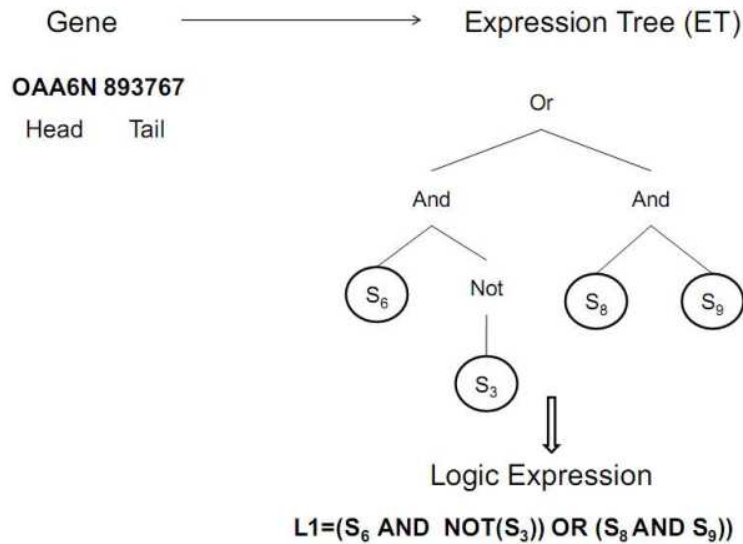 Gene Expression Tree (ET)
OAA6N 893767
Head Tail
Or
And And
S6 Not S8 S9
S3
Logic Expression
L1=(S6 AND NOT(S3)) OR (S8 AND S9))